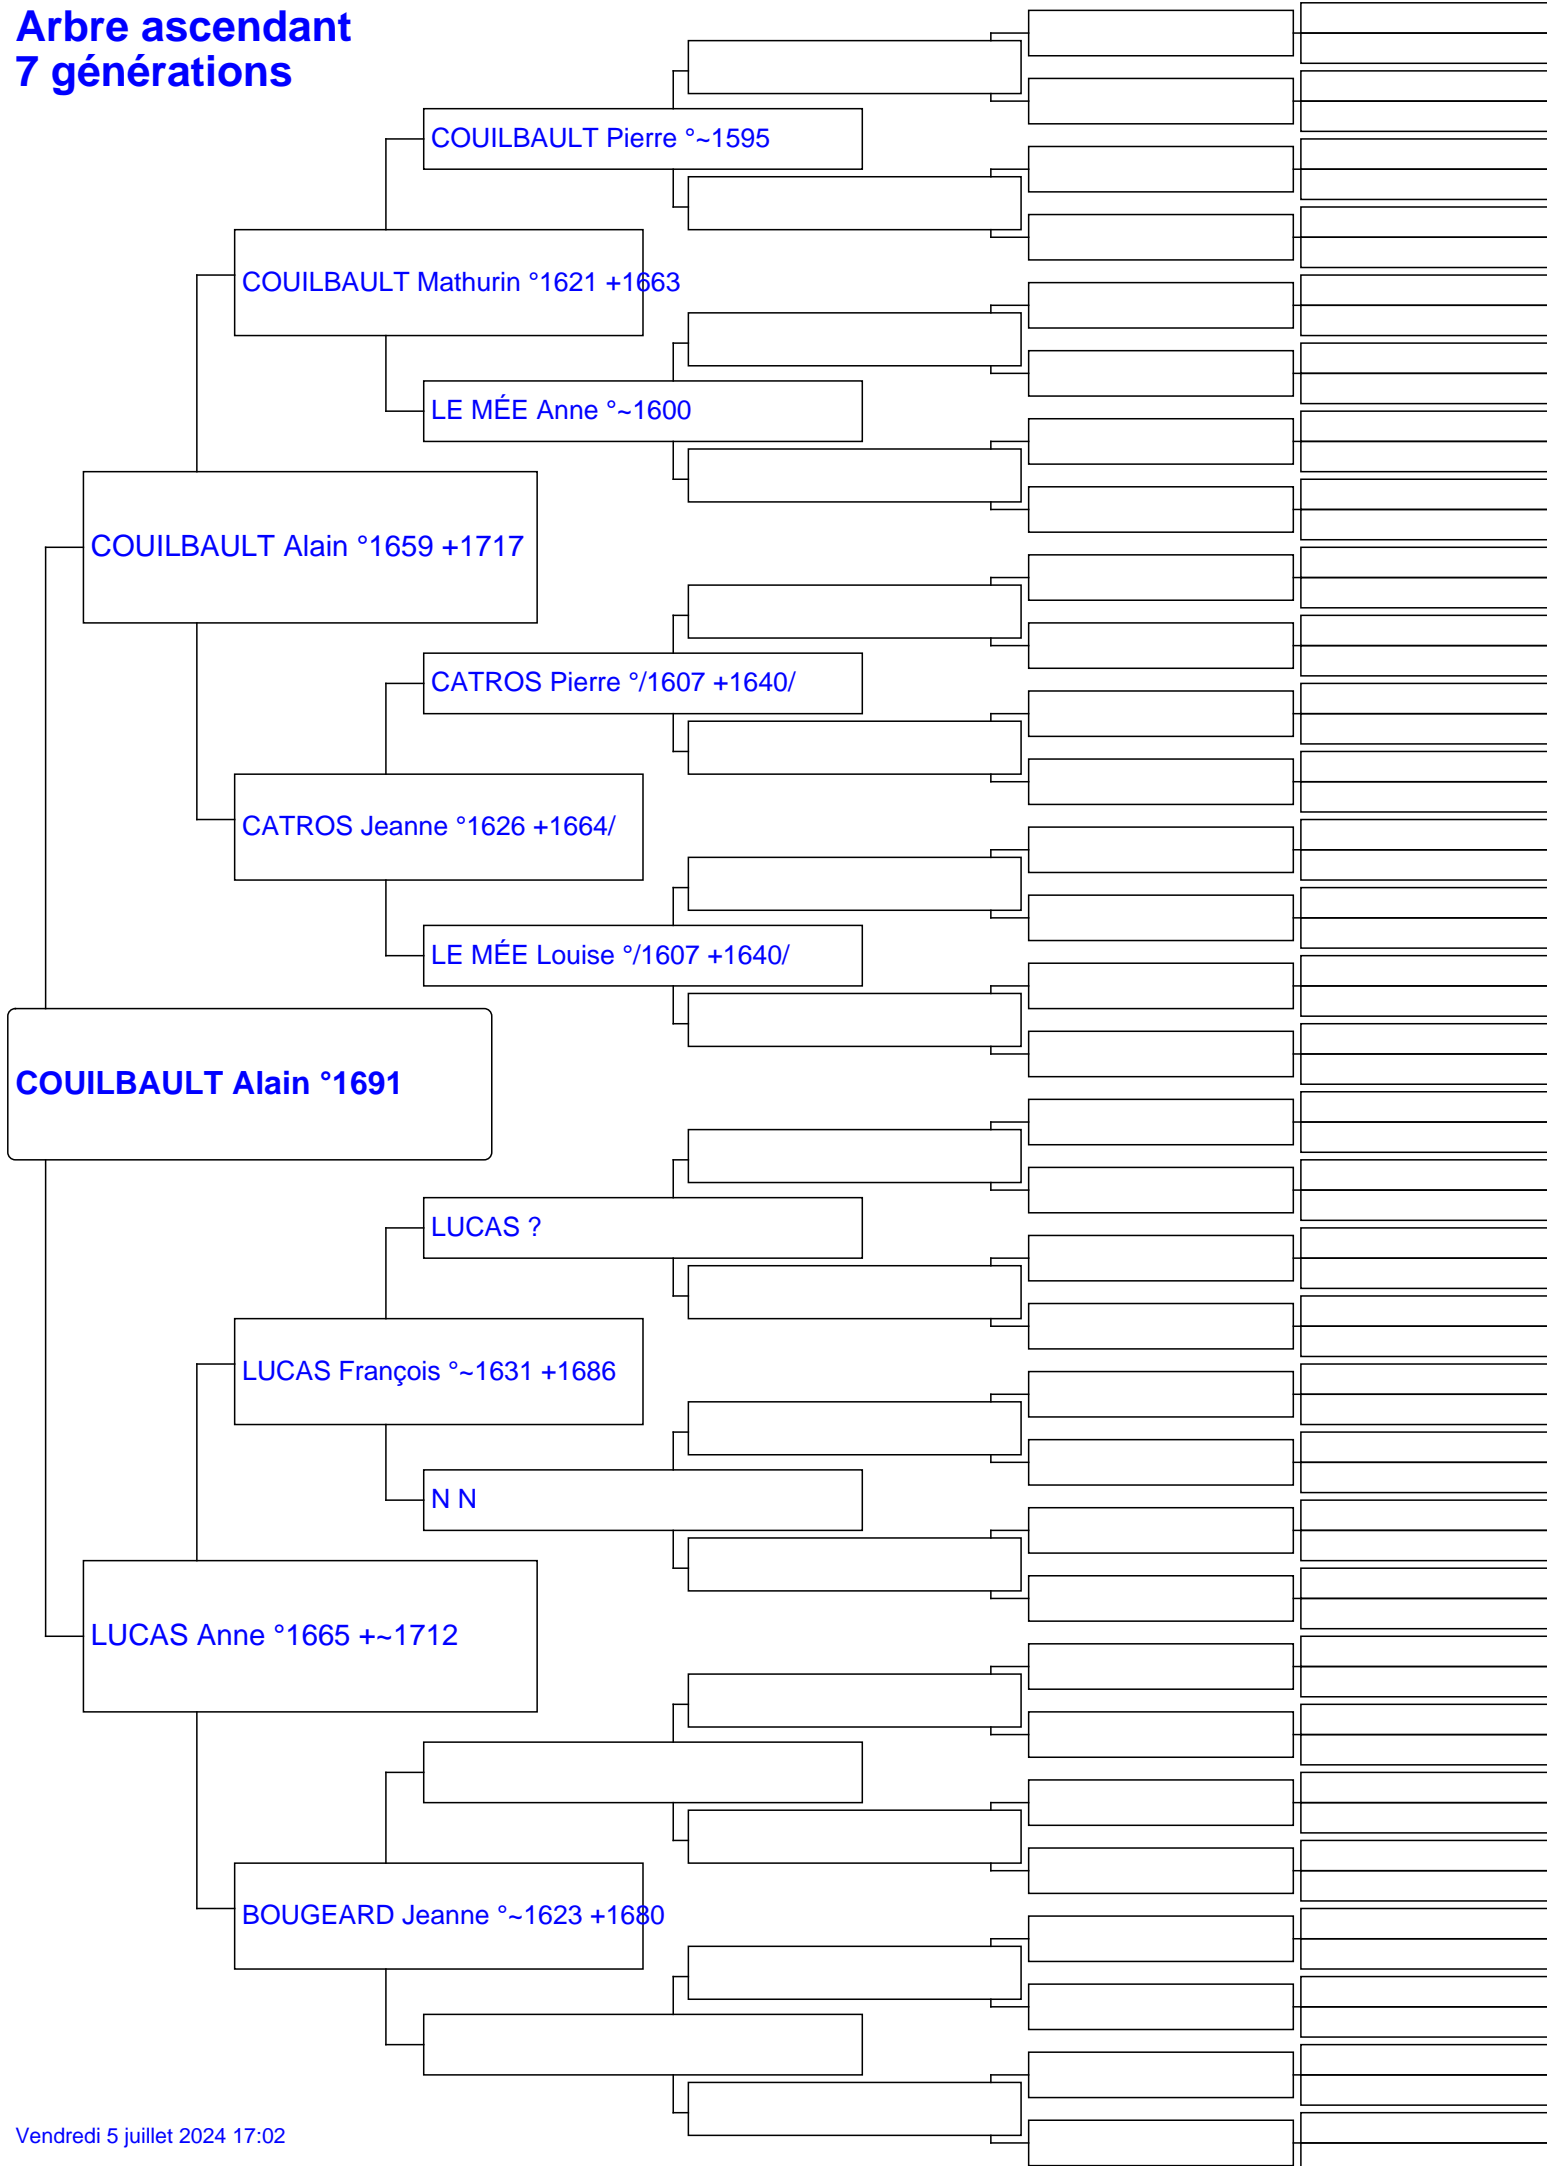 Arbre ascendant
7 générations
COUILBAULT Pierre °~1595
COUILBAULT Mathurin °1621 +1663
LE MÉE Anne °~1600
COUILBAULT Alain °1659 +1717
CATROS Pierre °/1607 +1640/
CATROS Jeanne °1626 +1664/
LE MÉE Louise °/1607 +1640/
COUILBAULT Alain °1691
LUCAS ?
LUCAS François °~1631 +1686
N N
LUCAS Anne °1665 +~1712
BOUGEARD Jeanne °~1623 +1680
Vendredi 5 juillet 2024 17:02